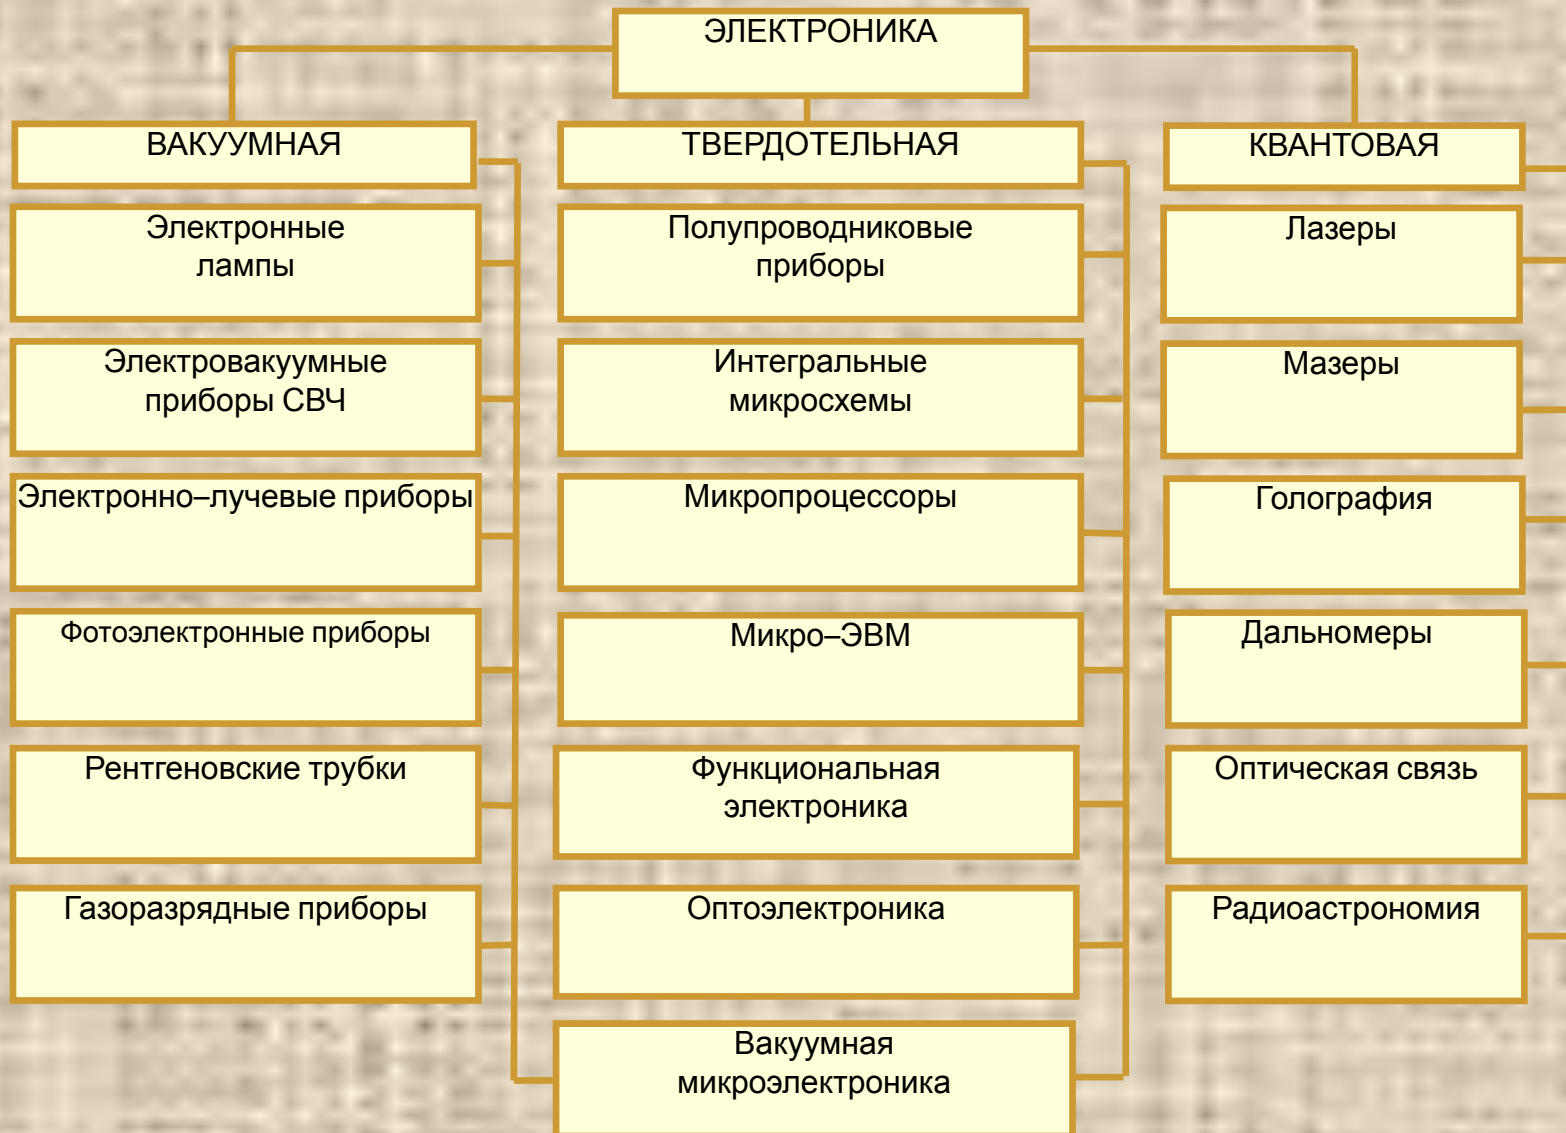 ЭЛЕКТРОНИКА
ВАКУУМНАЯ
Электронные
лампы
Электровакуумные
приборы СВЧ
Электронно–лучевые приборы
Фотоэлектронные приборы
Рентгеновские трубки
Газоразрядные приборы
ТВЕРДОТЕЛЬНАЯ
Полупроводниковые
приборы
Интегральные
микросхемы
Микропроцессоры
Микро–ЭВМ
Функциональная
электроника
Оптоэлектроника
Вакуумная
микроэлектроника
КВАНТОВАЯ
Лазеры
Мазеры
Голография
Дальномеры
Оптическая связь
Радиоастрономия